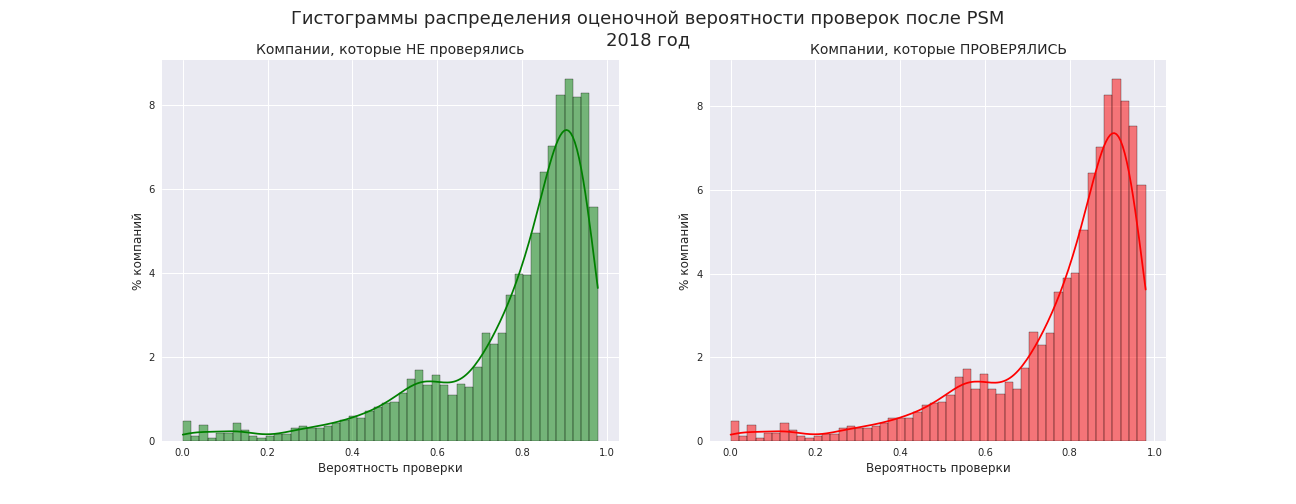 Гистограммы распределения оценочной вероятности проверок после PSM
2018 год
Компании, которые НЕ проверялись
Компании, которые ПРОВЕРЯЛИСЬ
% компаний
8
6
4
2
0
0.0 0.2 0.4 0.6 0.8 1.0
Вероятность проверки
% компаний
8
6
4
2
0
0.0 0.2 0.4 0.6 0.8 1.0
Вероятность проверки